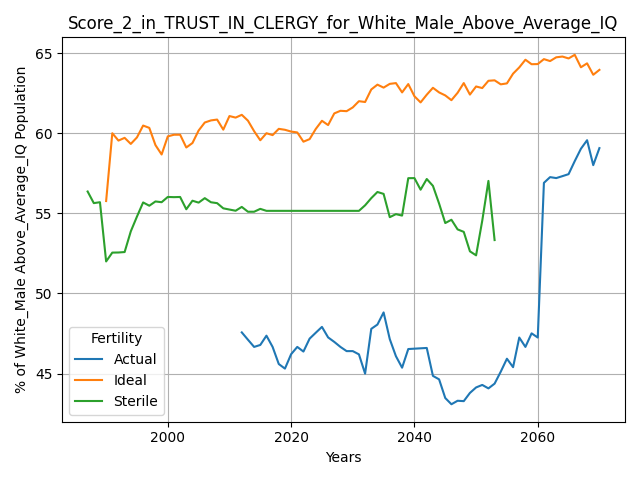 Score_2_in_TRUST_IN_CLERGY_for_White_Male_Above_Average_IQ
% of White_Male Above_Average_IQ Population
65
60
55
50
45
Fertility
Actual
Ideal
Sterile
2000
2020
2040
2060
Years